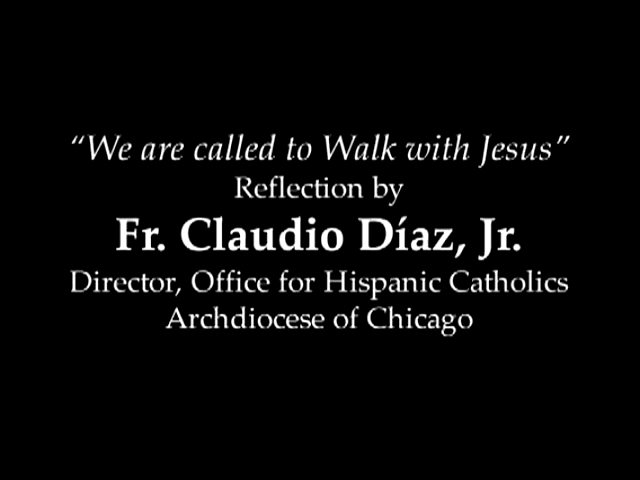 “We are called to Walk with Jesus”
Reflection by
Fr. Claudio Díaz, Jr.
Director, Office for Hispanic Catholics
Archdiocese of Chicago